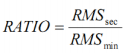 RATIO = RMS_sec / RMS_min